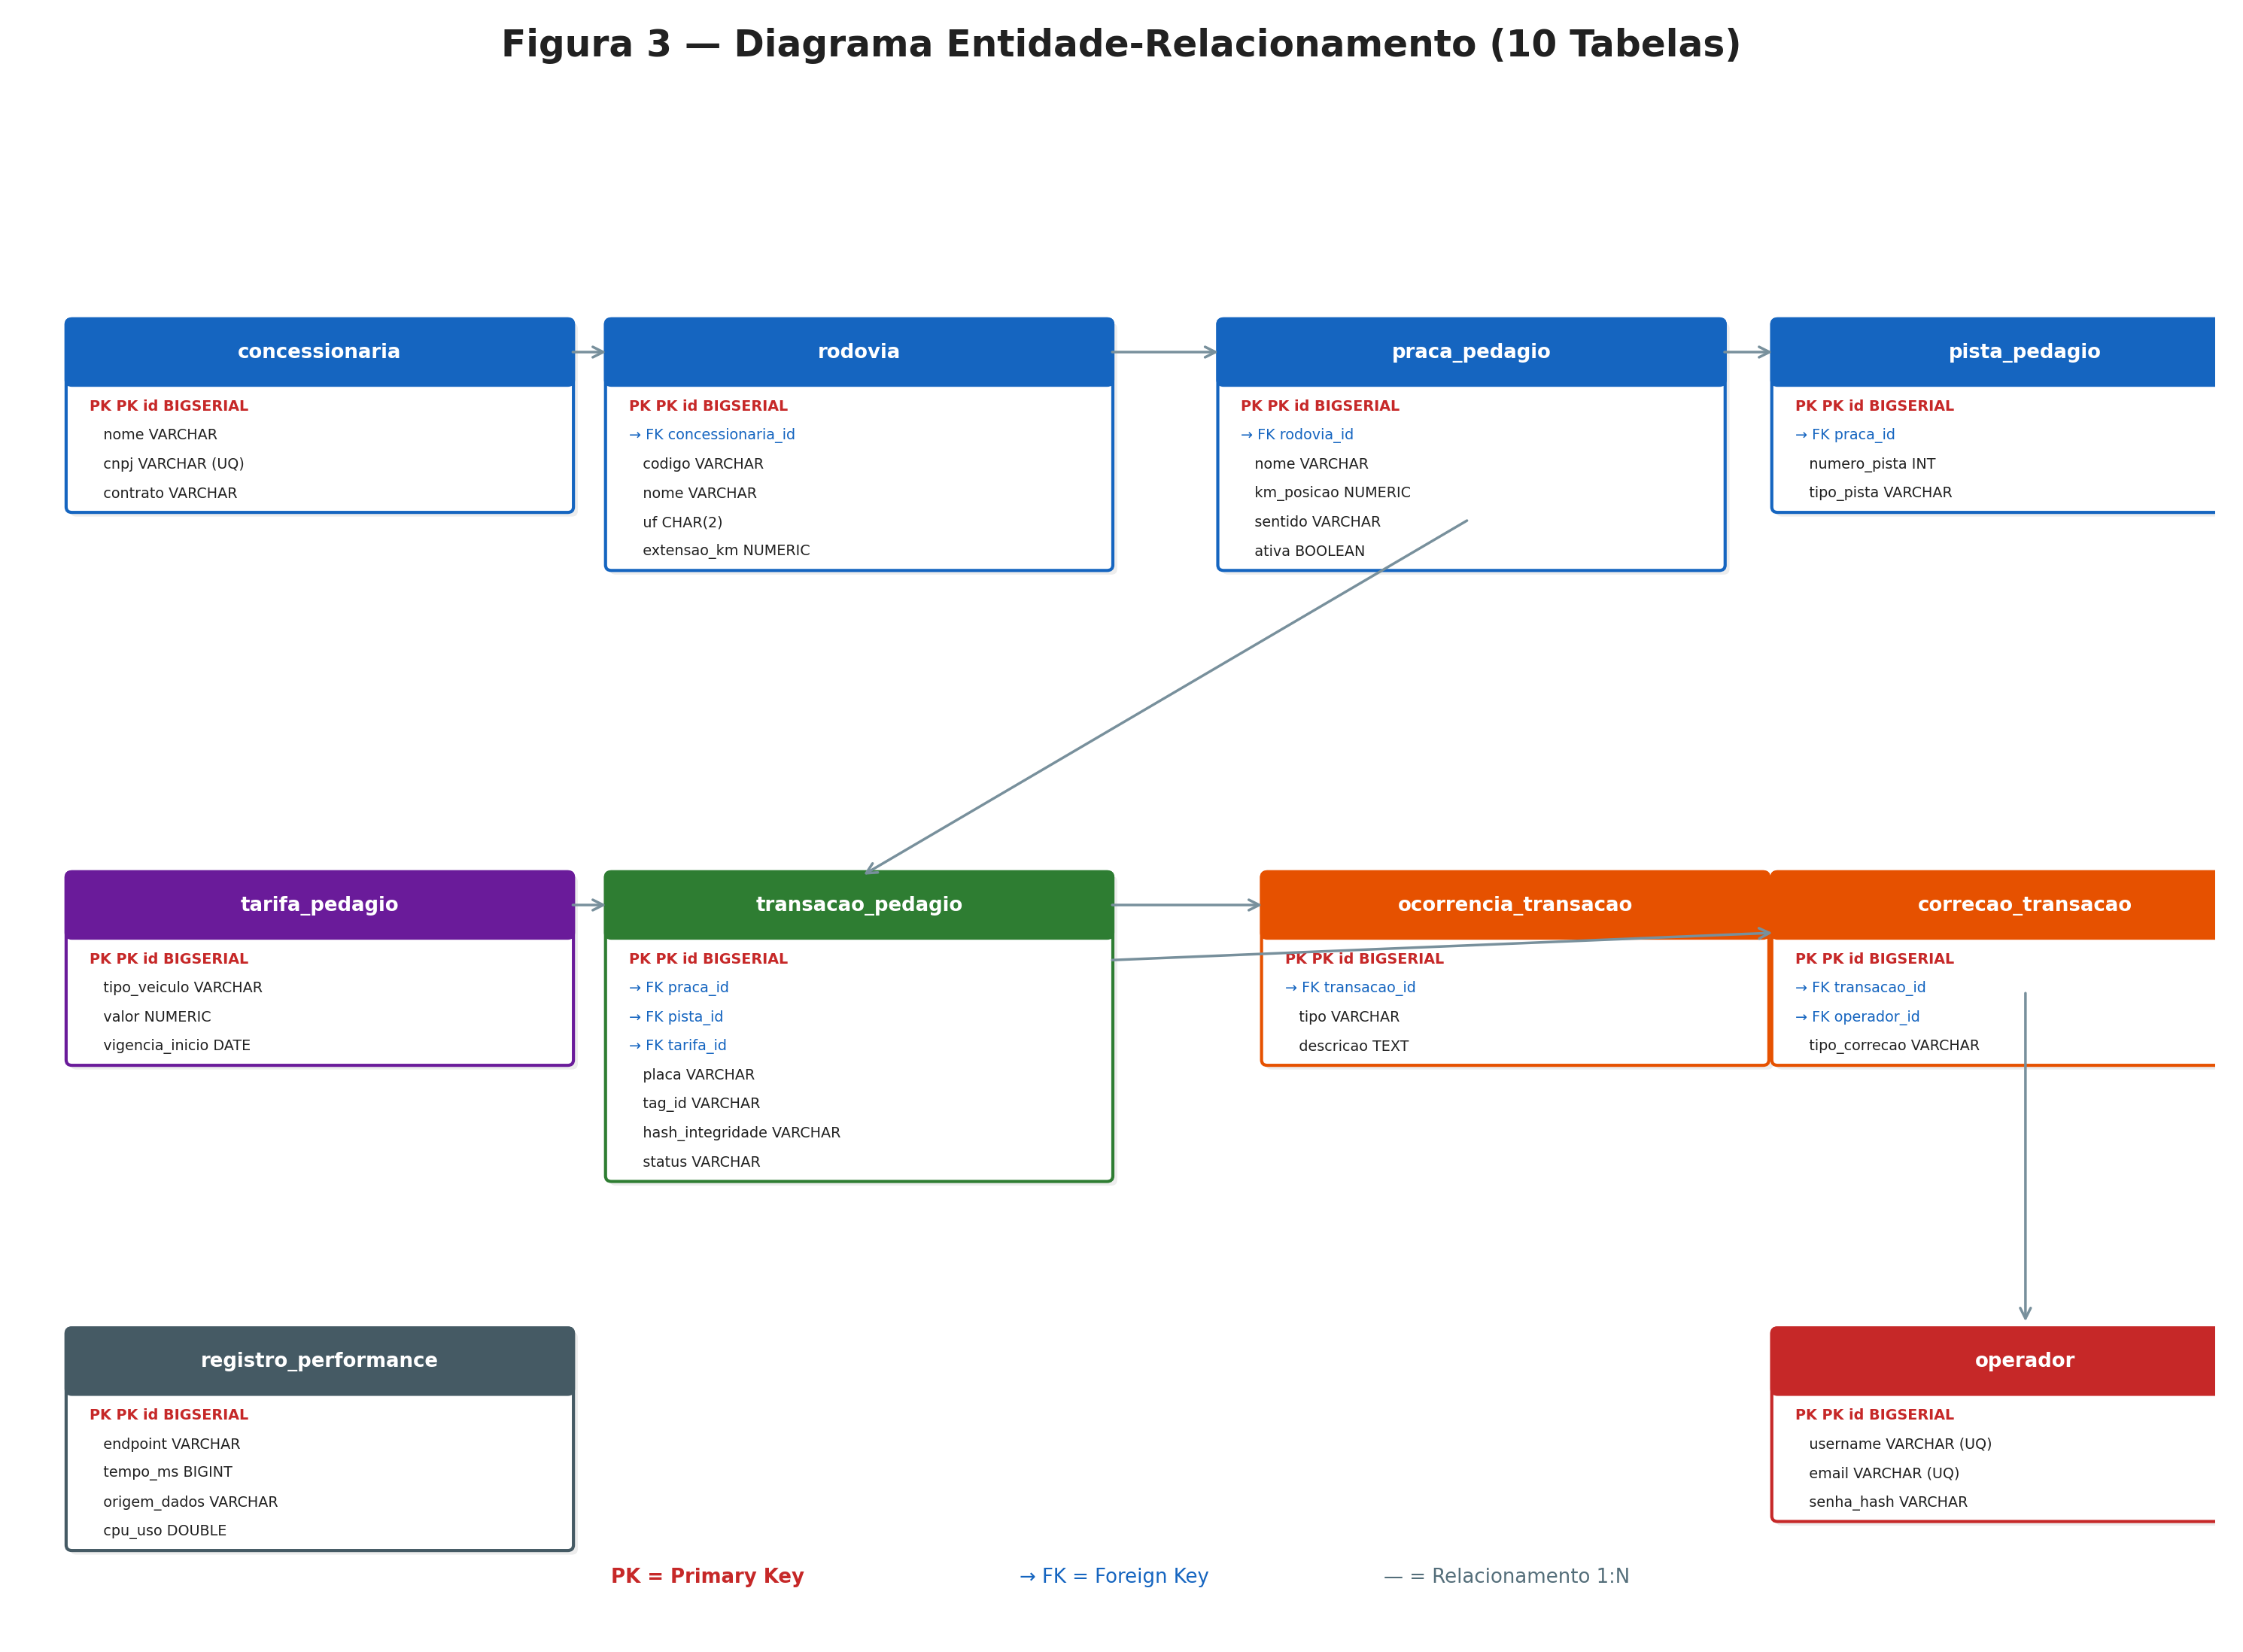 Figura 3 — Diagrama Entidade-Relacionamento (10 Tabelas)
concessionaria
PK PK id BIGSERIAL
nome VARCHAR
cnpj VARCHAR (UQ)
contrato VARCHAR
rodovia
PK PK id BIGSERIAL
→ FK concessionaria_id
codigo VARCHAR
nome VARCHAR
uf CHAR(2)
extensao_km NUMERIC
praca_pedagio
PK PK id BIGSERIAL
→ FK rodovia_id
nome VARCHAR
km_posicao NUMERIC
sentido VARCHAR
ativa BOOLEAN
pista_pedagio
PK PK id BIGSERIAL
→ FK praca_id
numero_pista INT
tipo_pista VARCHAR
tarifa_pedagio
PK PK id BIGSERIAL
tipo_veiculo VARCHAR
valor NUMERIC
vigencia_inicio DATE
transacao_pedagio
PK PK id BIGSERIAL
→ FK praca_id
→ FK pista_id
→ FK tarifa_id
placa VARCHAR
tag_id VARCHAR
hash_integridade VARCHAR
status VARCHAR
ocorrencia_transacao
PK PK id BIGSERIAL
→ FK transacao_id
tipo VARCHAR
descricao TEXT
correcao_transacao
PK PK id BIGSERIAL
→ FK transacao_id
→ FK operador_id
tipo_correcao VARCHAR
registro_performance
PK PK id BIGSERIAL
endpoint VARCHAR
tempo_ms BIGINT
origem_dados VARCHAR
cpu_uso DOUBLE
operador
PK PK id BIGSERIAL
username VARCHAR (UQ)
email VARCHAR (UQ)
senha_hash VARCHAR
PK = Primary Key
→ FK = Foreign Key
— = Relacionamento 1:N